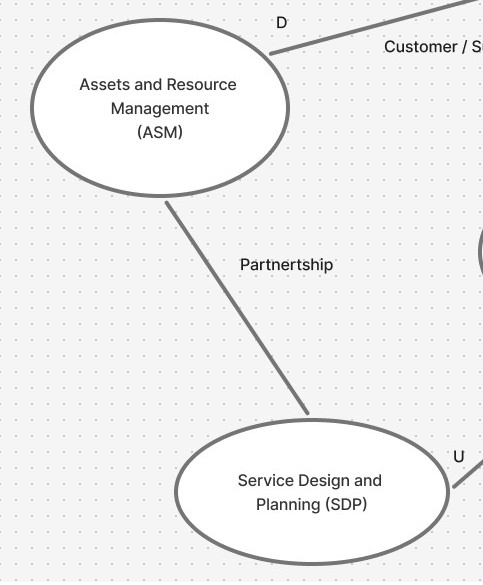 D
Customer / S
Assets and Resource
Management
(ASM)
Partnertship
Service Design and
Planning (SDP)
U